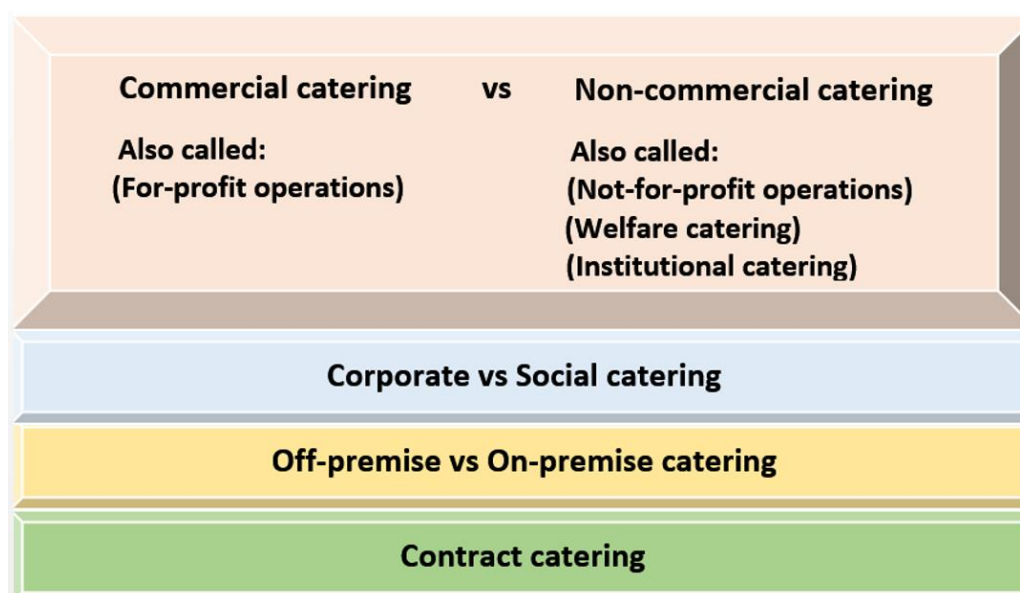 Commercial catering vs Non-commercial catering
Also called:
(For-profit operations)
Also called:
(Not-for-profit operations)
(Welfare catering)
(Institutional catering)
Corporate vs Social catering
Off-premise vs On-premise catering
Contract catering